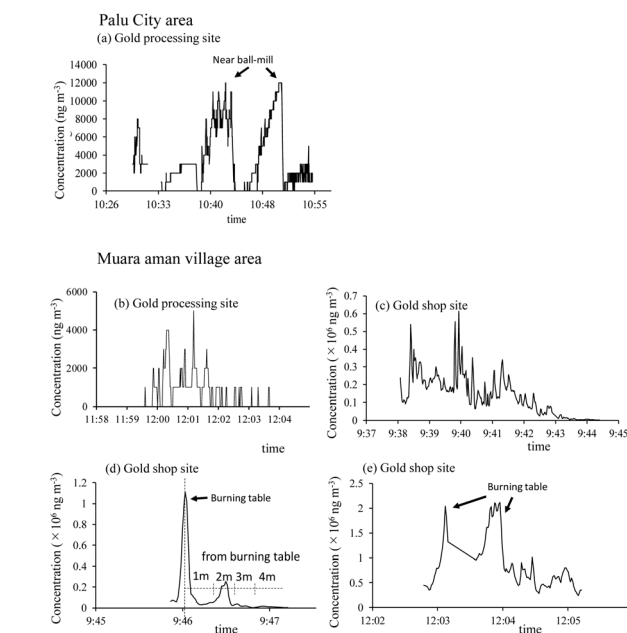 Palu City area
(a) Gold processing site
Near ball-mill
Concentration (ng m-3)
14000
12000
10000
8000
6000
4000
2000
0
10:26 10:33 10:40 10:48 10:55
time
Muara aman village area
(b) Gold processing site
Concentration (ng m-3)
6000
4000
2000
0
11:58 11:59 12:00 12:01 12:02 12:03 12:04
time
(c) Gold shop site
Concentration ( × 10⁶ ng m-3)
0.7
0.6
0.5
0.4
0.3
0.2
0.1
0
9:37 9:38 9:39 9:40 9:41 9:42 9:43 9:44 9:45
(d) Gold shop site
Concentration ( × 10⁶ ng m-3)
1.2
1
0.8
0.6
0.4
0.2
0
Burning table
from burning table
1m 2m 3m 4m
9:45 9:46 9:47
time
(e) Gold shop site
Concentration ( × 10⁶ ng m-3)
2.5
2
1.5
1
0.5
0
Burning table
12:02 12:03 12:04 12:05
time